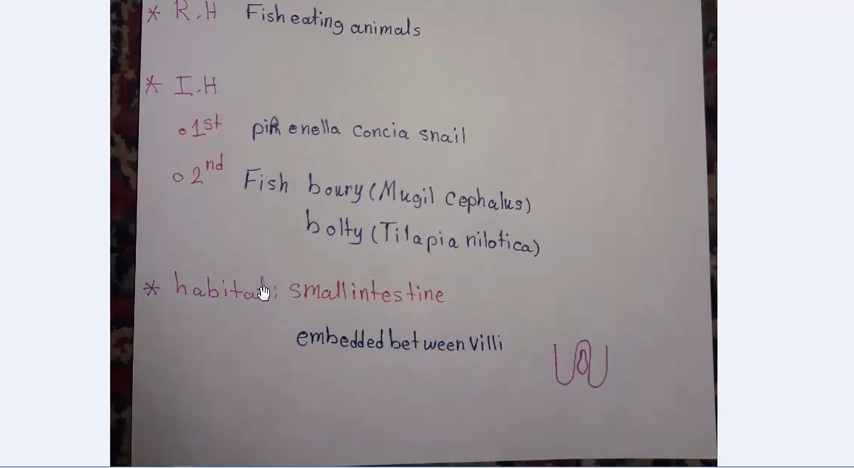 * R.H Fish eating animals
* I.H
o 1st pirenella Concia snail
o 2nd Fish boury (Mugil Cephalus)
bolty (Tilapia nilotica)
* habitat: small intestine
embedded between Villi